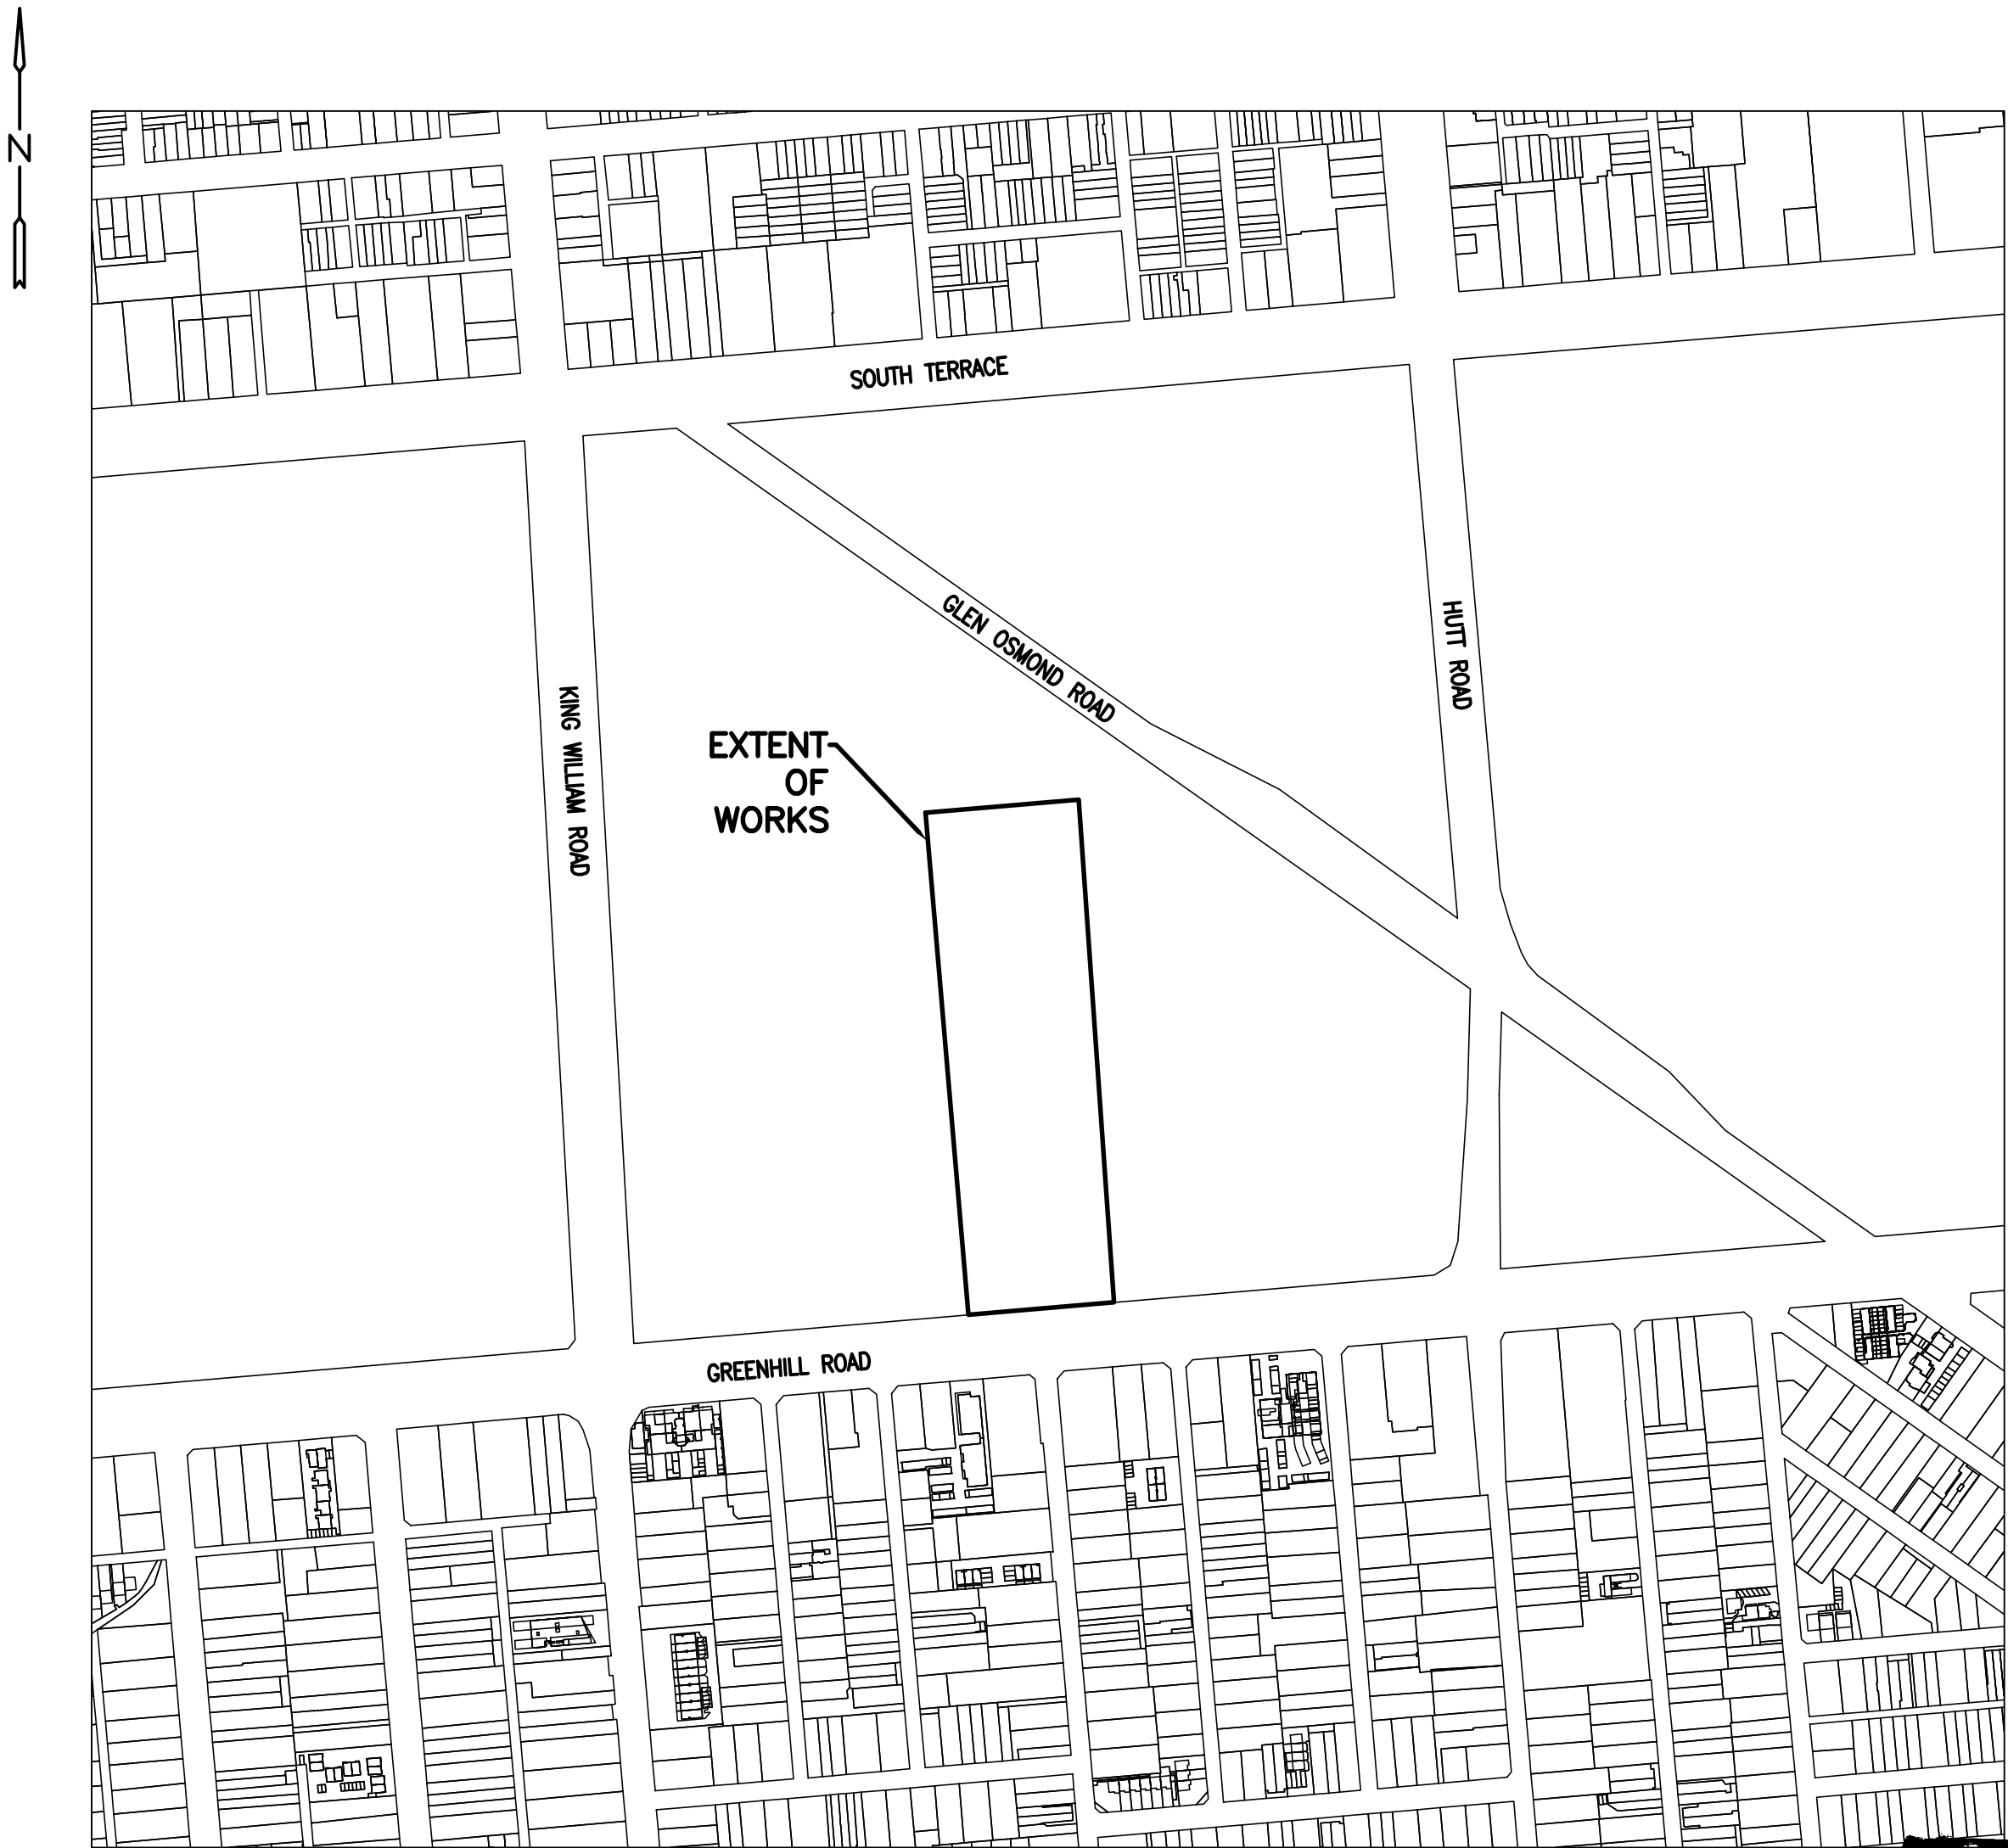 N
SOUTH TERRACE
GLEN OSMOND ROAD
HUTT ROAD
KING WILLIAM ROAD
EXTENT
OF
WORKS
GREENHILL ROAD